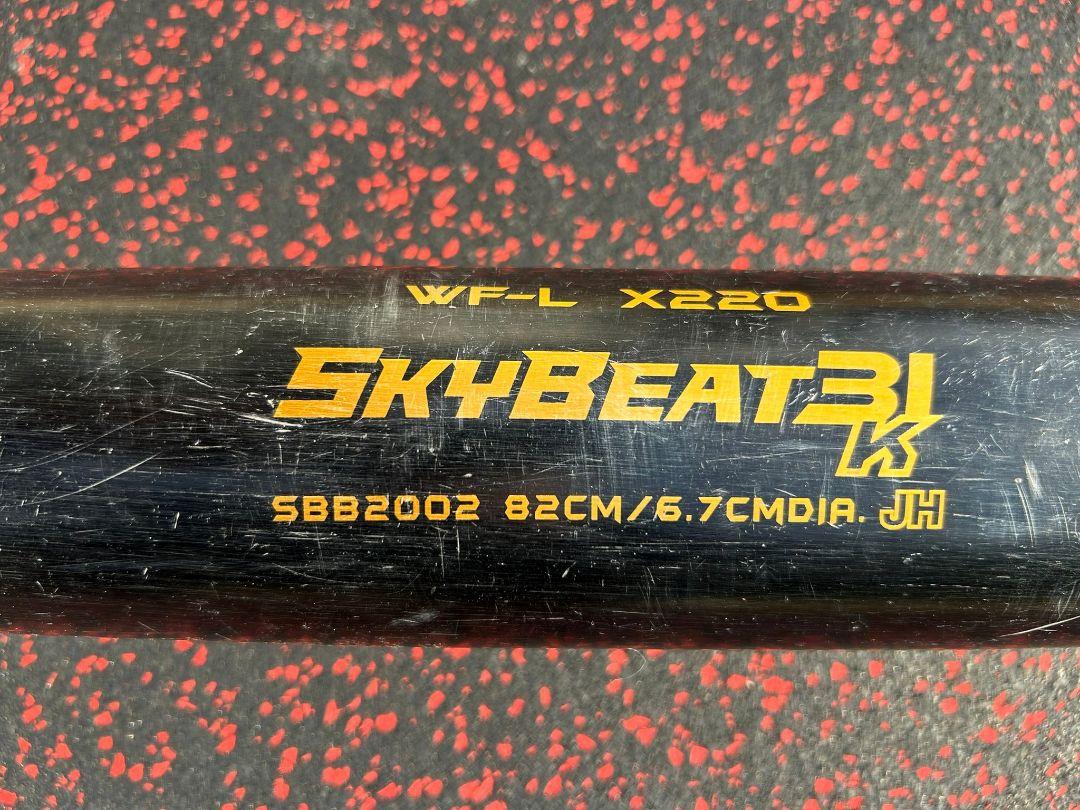 WF-L X220
SKYBEAT31K
SBB2002 82CM/6.7CMDIA. JH